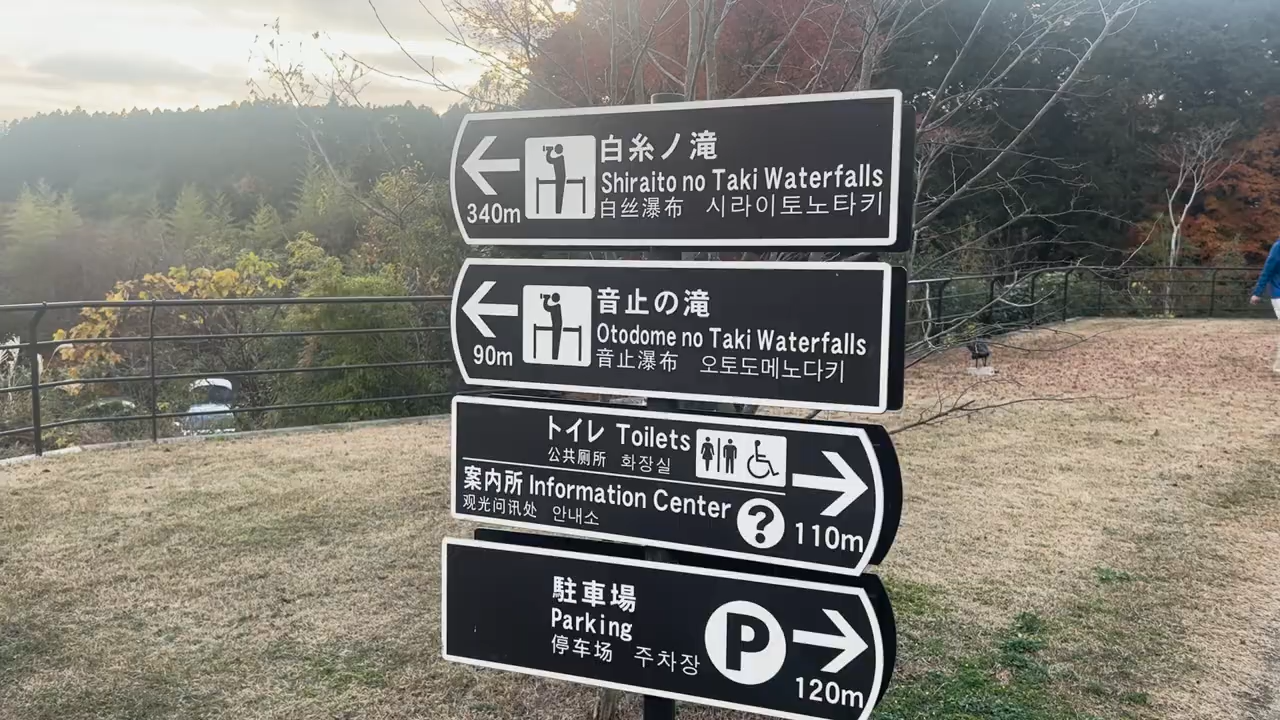 白糸ノ滝
Shiraito no Taki Waterfalls
340m
白丝瀑布 시라이토노타키
音止の滝
Otodome no Taki Waterfalls
90m
音止瀑布 오토도메노다키
トイレ Toilets
公共厕所 화장실
案内所 Information Center
观光问讯处 안내소
?
110m
駐車場
Parking
停车场 주차장
P
120m